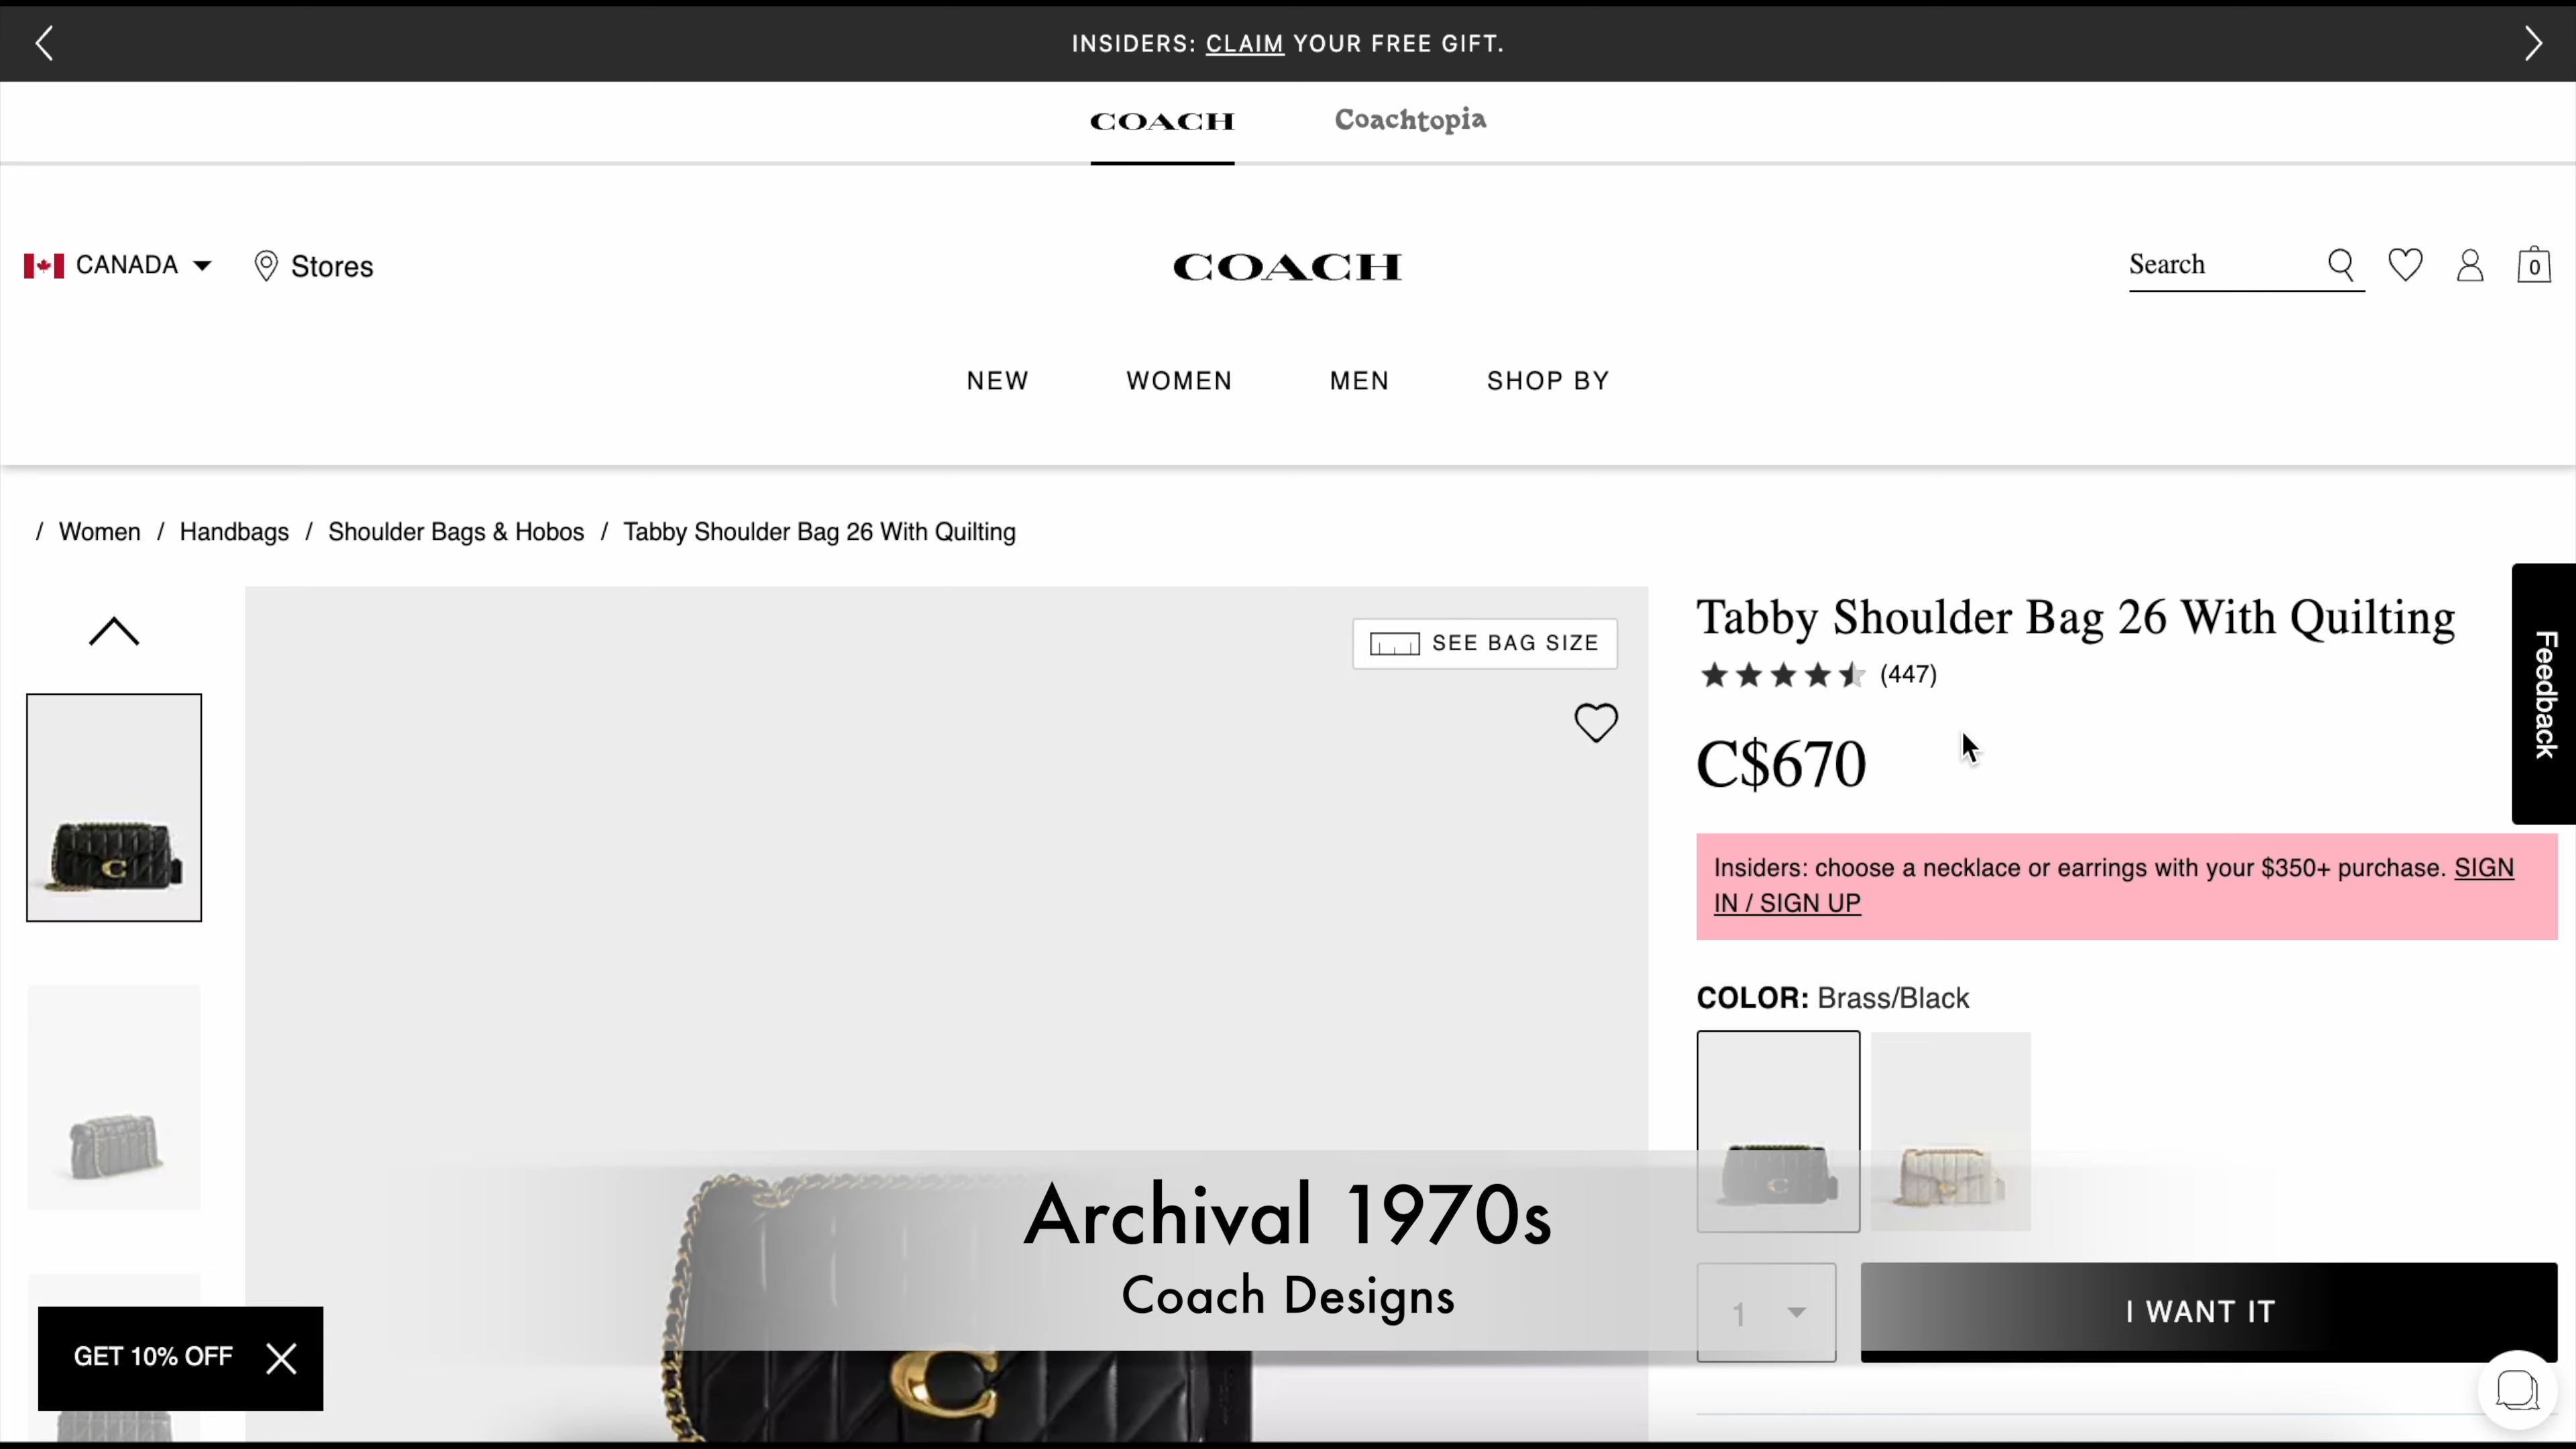 INSIDERS: CLAIM YOUR FREE GIFT.
COACH
Coachtopia
CANADA
Stores
COACH
Search
0
NEW
WOMEN
MEN
SHOP BY
/ Women / Handbags / Shoulder Bags & Hobos / Tabby Shoulder Bag 26 With Quilting
SEE BAG SIZE
Tabby Shoulder Bag 26 With Quilting
(447)
C$670
Feedback
Insiders: choose a necklace or earrings with your $350+ purchase. SIGN
IN / SIGN UP
COLOR: Brass/Black
Archival 1970s
Coach Designs
1
I WANT IT
GET 10% OFF